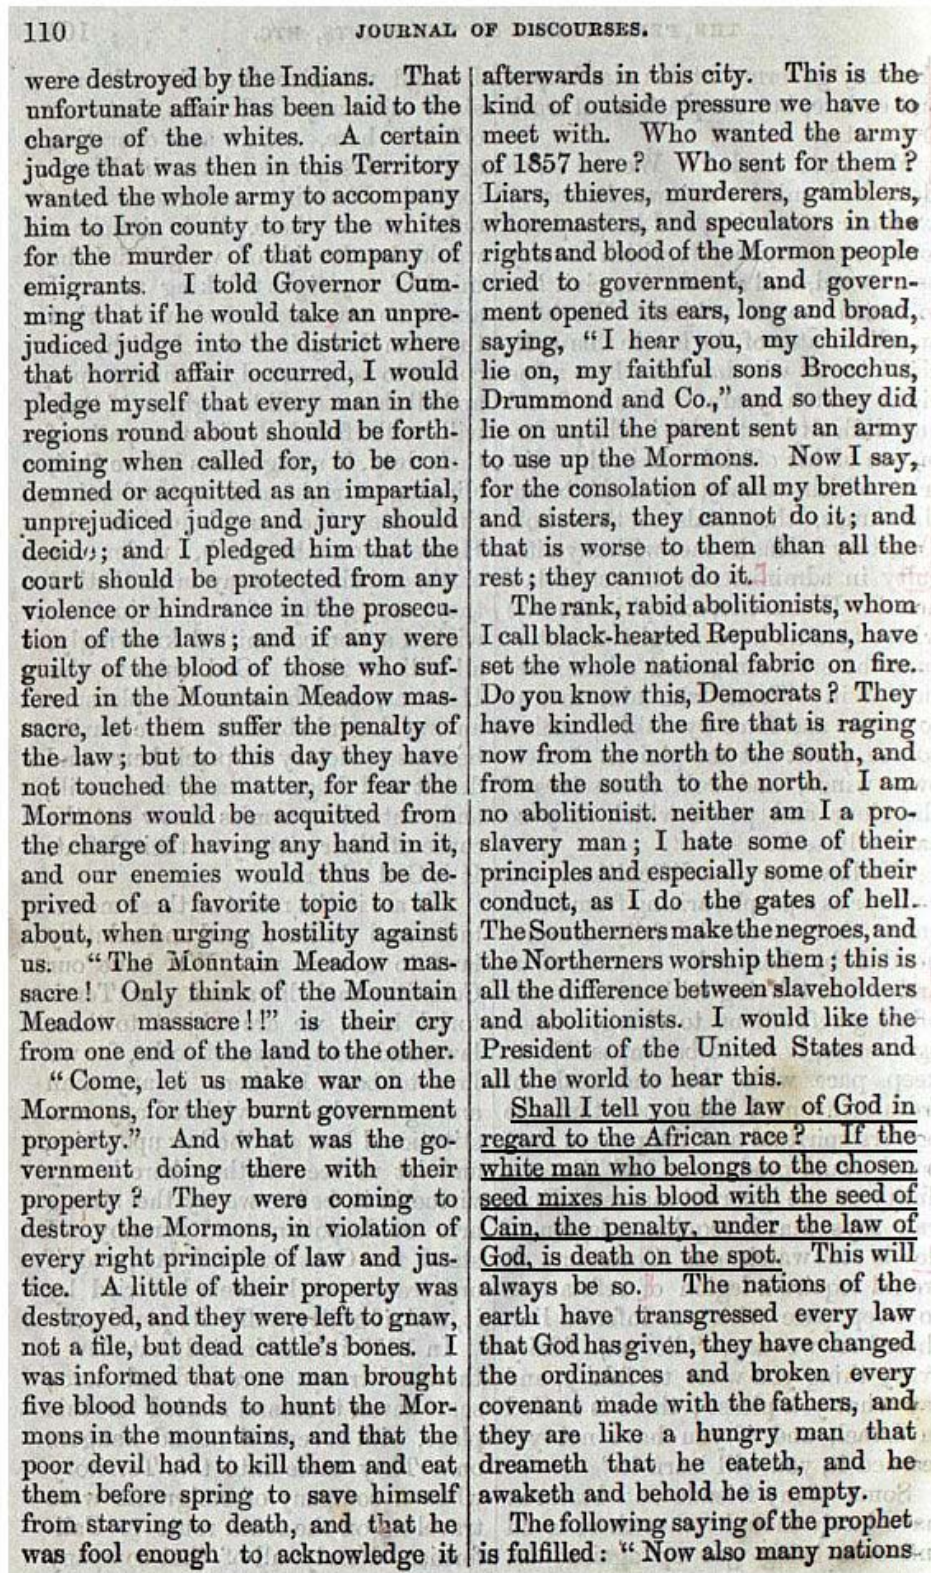 110
JOURNAL OF DISCOURSES.
were destroyed by the Indians. That
unfortunate affair has been laid to the
charge of the whites. A certain
judge that was then in this Territory
wanted the whole army to accompany
him to Iron county to try the whites
for the murder of that company of
emigrants. I told Governor Cum-
ming that if he would take an unpre-
judiced judge into the district where
that horrid affair occurred, I would
pledge myself that every man in the
regions round about should be forth-
coming when called for, to be con-
demned or acquitted as an impartial,
unprejudiced judge and jury should
decide; and I pledged him that the
court should be protected from any
violence or hindrance in the prosecu-
tion of the laws; and if any were
guilty of the blood of those who suf-
fered in the Mountain Meadow mas-
sacre, let them suffer the penalty of
the law; but to this day they have
not touched the matter, for fear the
Mormons would be acquitted from
the charge of having any hand in it,
and our enemies would thus be de-
prived of a favorite topic to talk
about, when urging hostility against
us. "The Mountain Meadow mas-
sacre! Only think of the Mountain
Meadow massacre!!" is their cry
from one end of the land to the other.
"Come, let us make war on the
Mormons, for they burnt government
property." And what was the go-
vernment doing there with their
property? They were coming to
destroy the Mormons, in violation of
every right principle of law and jus-
tice. A little of their property was
destroyed, and they were left to gnaw,
not a file, but dead cattle's bones. I
was informed that one man brought
five blood hounds to hunt the Mor-
mons in the mountains, and that the
poor devil had to kill them and eat
them before spring to save himself
from starving to death, and that he
was fool enough to acknowledge it
afterwards in this city. This is the
kind of outside pressure we have to
meet with. Who wanted the army
of 1857 here? Who sent for them?
Liars, thieves, murderers, gamblers,
whoremasters, and speculators in the
rights and blood of the Mormon people
cried to government, and govern-
ment opened its ears, long and broad,
saying, "I hear you, my children,
lie on, my faithful sons Brocchus,
Drummond and Co.," and so they did
lie on until the parent sent an army
to use up the Mormons. Now I say,
for the consolation of all my brethren
and sisters, they cannot do it; and
that is worse to them than all the
rest; they cannot do it.
The rank, rabid abolitionists, whom
I call black-hearted Republicans, have
set the whole national fabric on fire.
Do you know this, Democrats? They
have kindled the fire that is raging
now from the north to the south, and
from the south to the north. I am
no abolitionist. neither am I a pro-
slavery man; I hate some of their
principles and especially some of their
conduct, as I do the gates of hell.
The Southerners make the negroes, and
the Northerners worship them; this is
all the difference between slaveholders
and abolitionists. I would like the
President of the United States and
all the world to hear this.
Shall I tell you the law of God in
regard to the African race? If the
white man who belongs to the chosen
seed mixes his blood with the seed of
Cain, the penalty, under the law of
God, is death on the spot. This will
always be so. The nations of the
earth have transgressed every law
that God has given, they have changed
the ordinances and broken every
covenant made with the fathers, and
they are like a hungry man that
dreameth that he eateth, and he
awaketh and behold he is empty.
The following saying of the prophet
is fulfilled: "Now also many nations